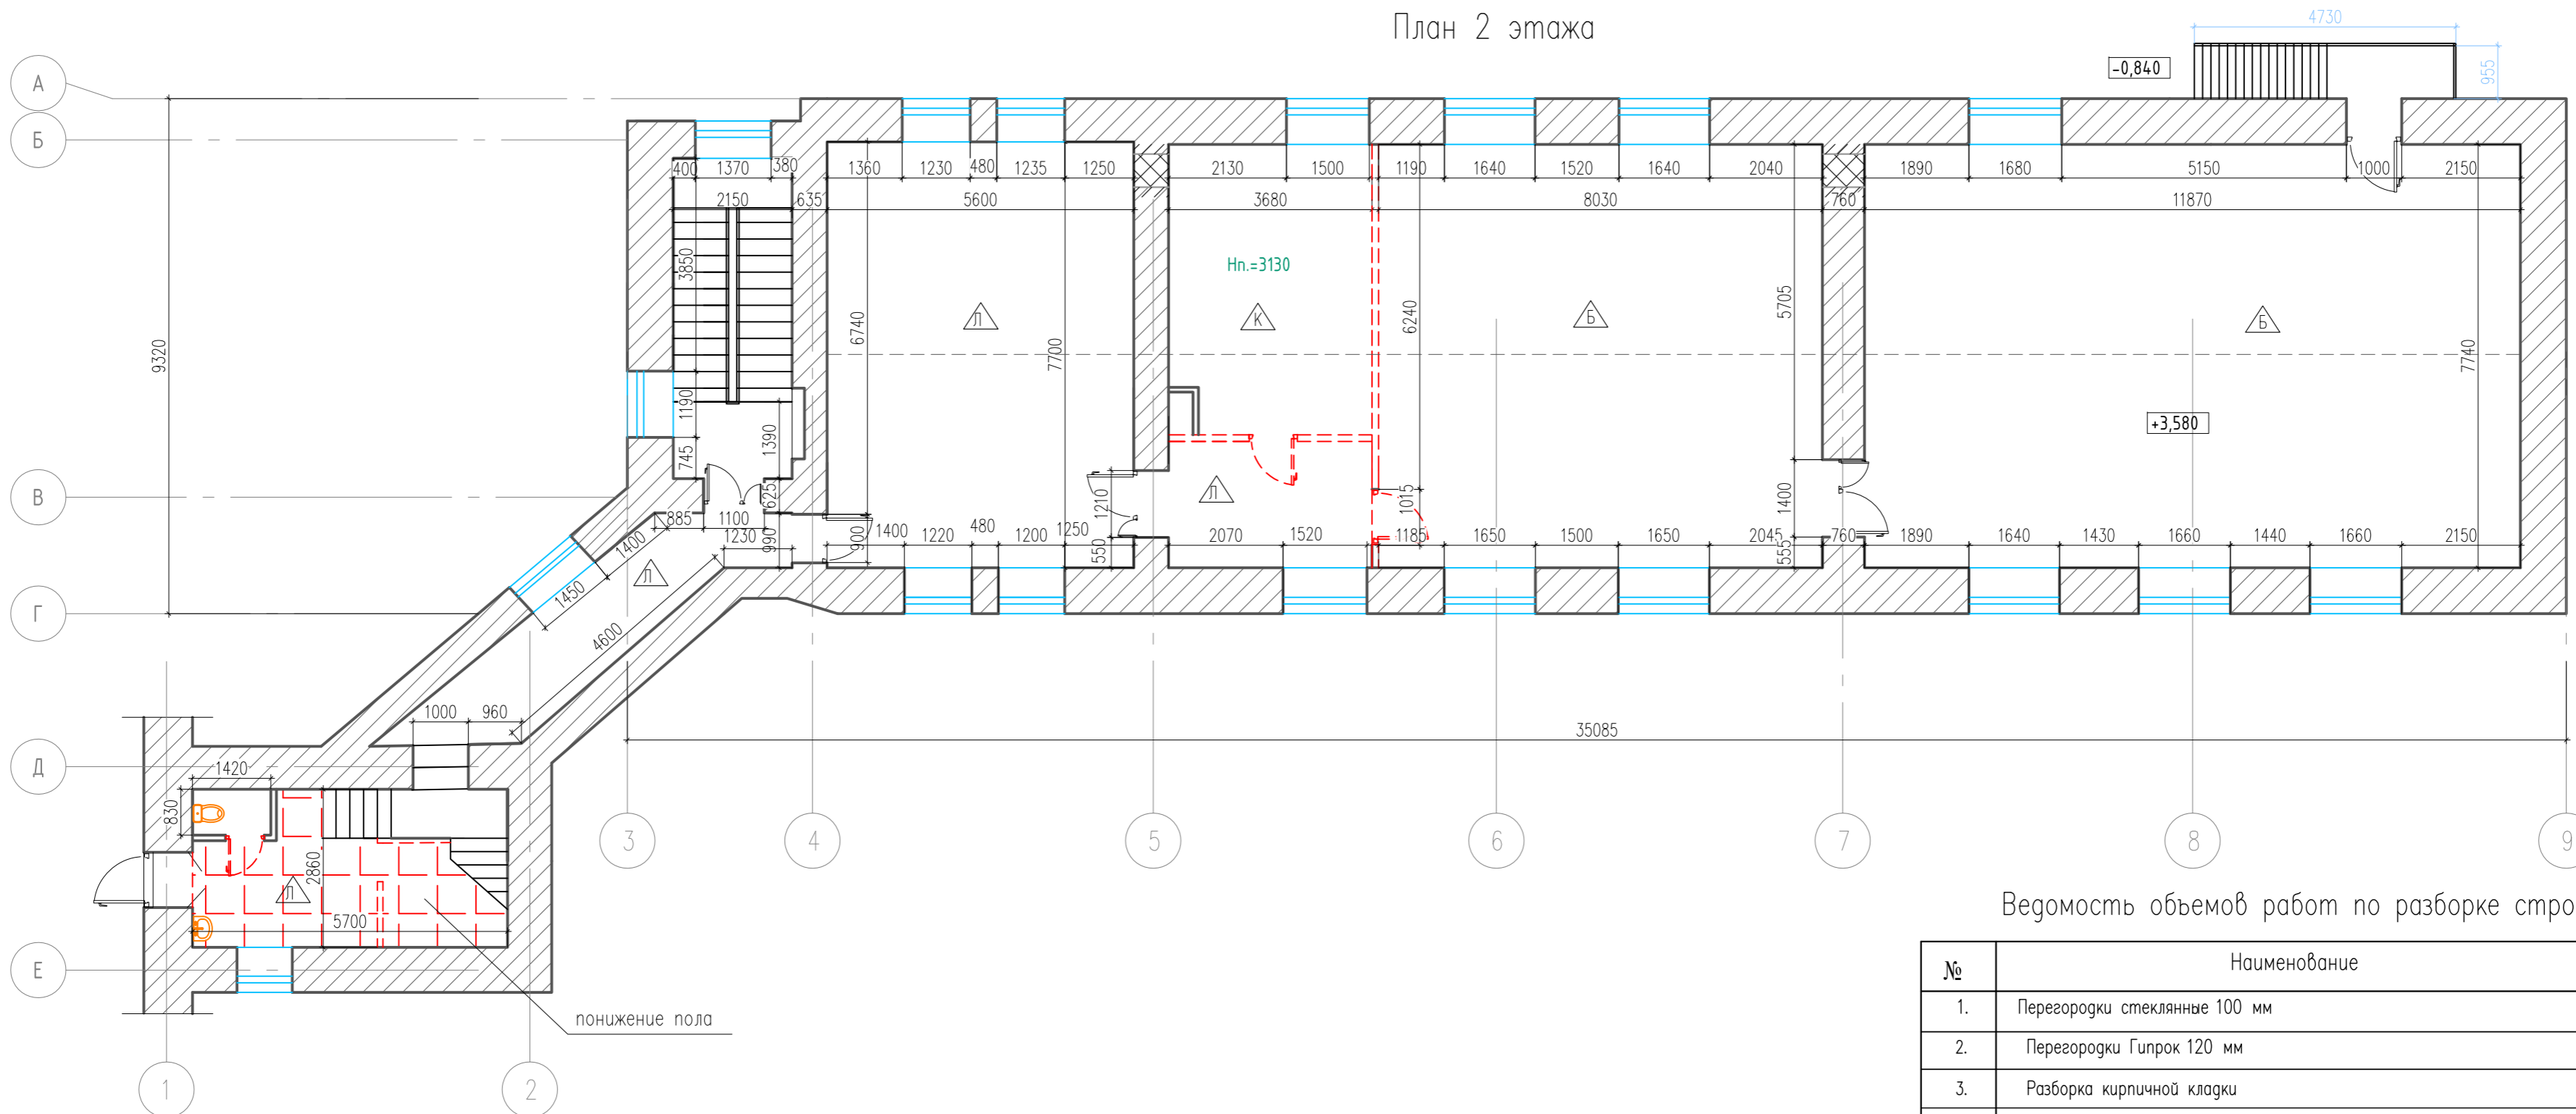 План 2 этажа
4730
-0,840
955
А
Б
400 1370 380 1360 1230 480 1235 1250 2130 1500 1190 1640 1520 1640 2040 1890 1680 5150 1000 2150
2150 635 5600 3680 8030 760 11870
3850
Нп.=3130
Л К Б Б
9320
6740
7700
6240
5705
7740
1190
1390
+3,580
745
В
625
Л
1210
1015
1400
885 1100
1230
990
900
1400 1220 480 1200 1250
550
2070 1520 1185 1650 1500 1650 2045 760
555
1890 1640 1430 1660 1440 1660 2150
1400
Л
1450
Г
4600
1000 960
35085
Д
1420
830
2860
Л
5700
3 4 5 6 7 8 9
Е
понижение пола
1 2
Ведомость объемов работ по разборке стро
№ Наименование
1. Перегородки стеклянные 100 мм
2. Перегородки Гипрок 120 мм
3. Разборка кирпичной кладки